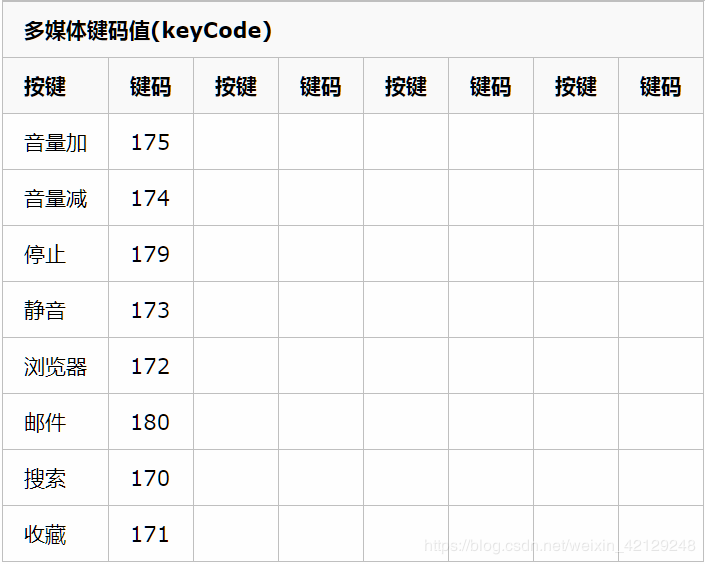 多媒体键码值(keyCode)
按键 键码 按键 键码 按键 键码 按键 键码
音量加 175
音量减 174
停止 179
静音 173
浏览器 172
邮件 180
搜索 170
收藏 171
https://blog.csdn.net/weixin_42129248